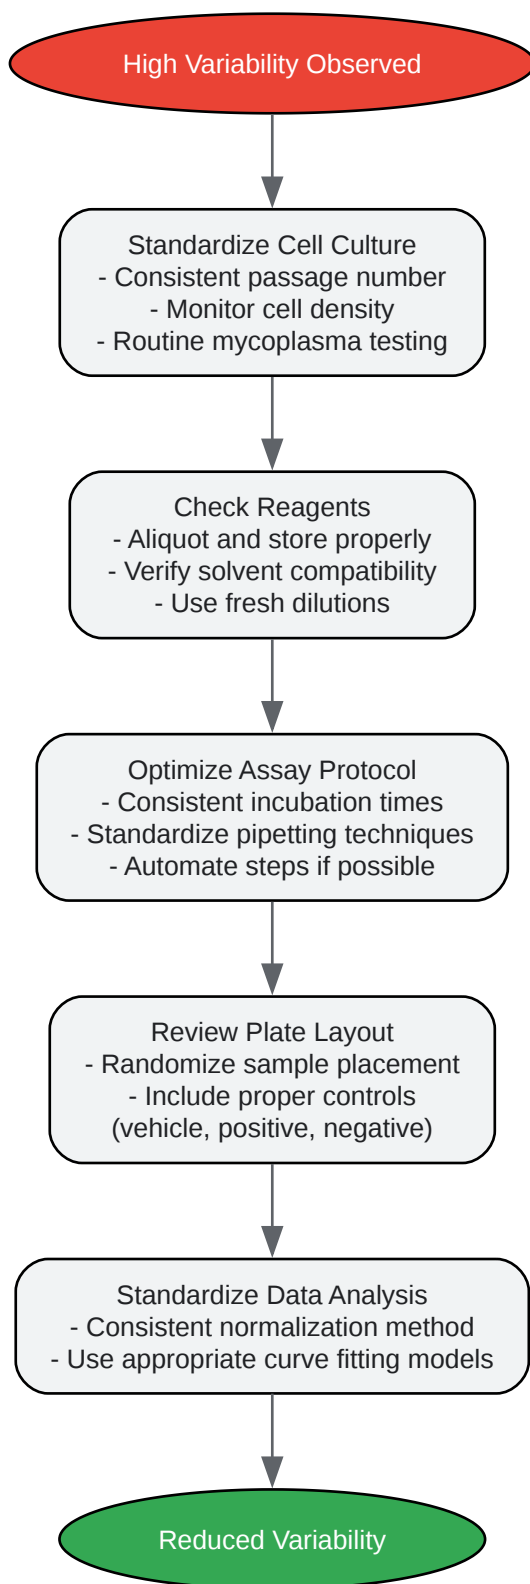 High Variability Observed
Standardize Cell Culture
- Consistent passage number
- Monitor cell density
- Routine mycoplasma testing
Check Reagents
- Aliquot and store properly
- Verify solvent compatibility
- Use fresh dilutions
Optimize Assay Protocol
- Consistent incubation times
- Standardize pipetting techniques
- Automate steps if possible
Review Plate Layout
- Randomize sample placement
- Include proper controls
(vehicle, positive, negative)
Standardize Data Analysis
- Consistent normalization method
- Use appropriate curve fitting models
Reduced Variability